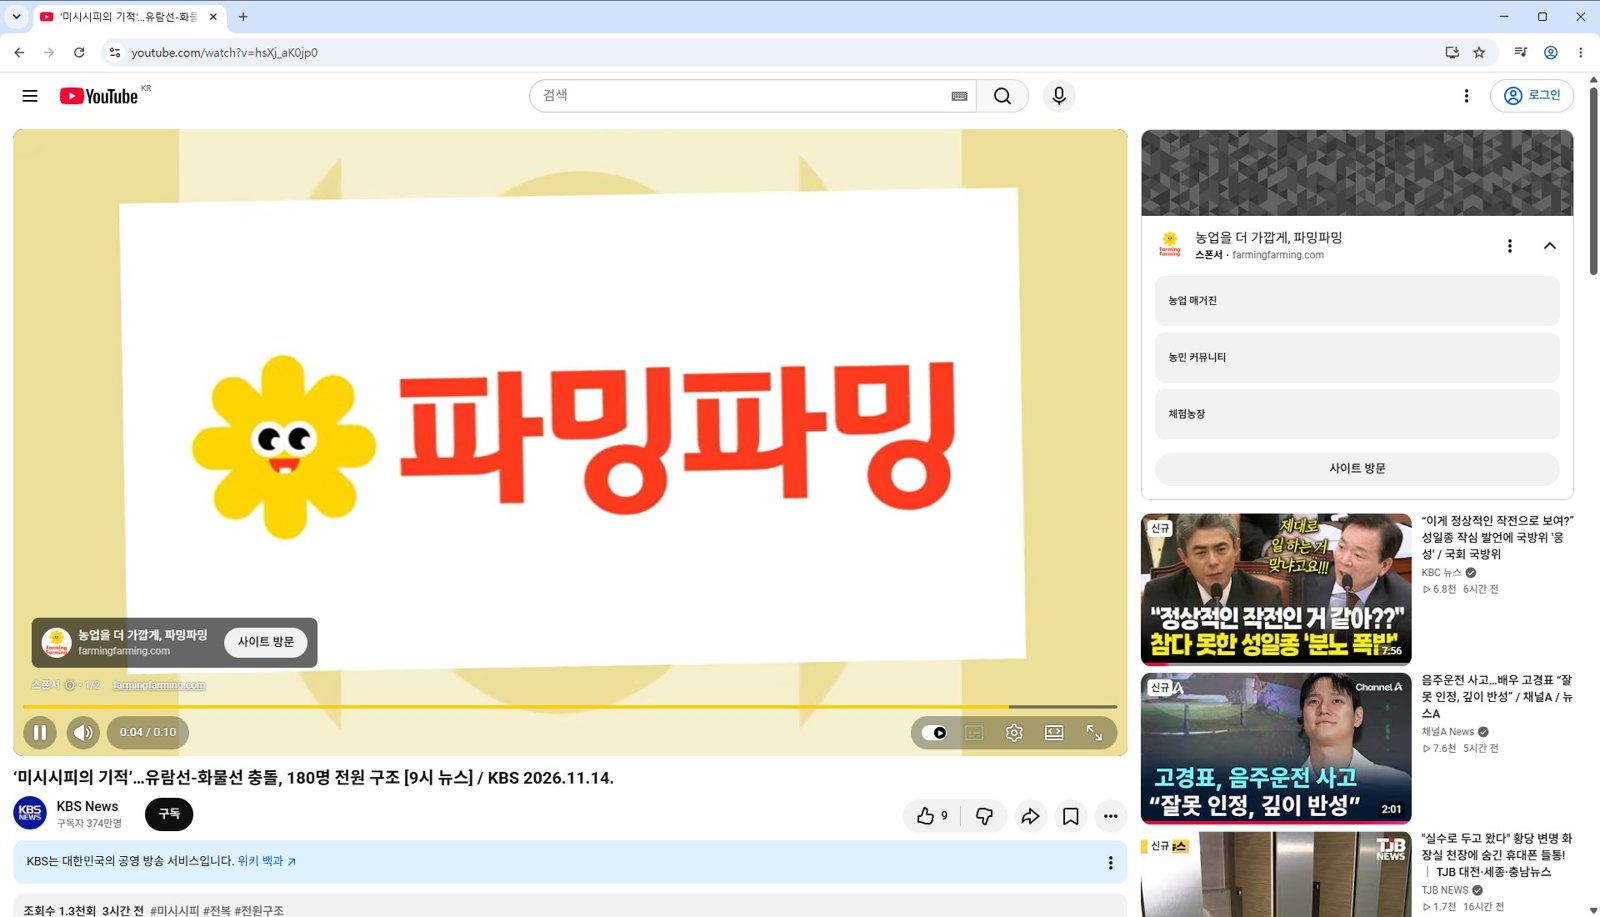 '미시시피의 기적'...유람선-화물
youtube.com/watch?v=hsXj_aK0jp0
YouTube KR
검색
로그인
파밍파밍
농업을 더 가깝게, 파밍파밍
farmingfarming.com
사이트 방문
스폰서 · 1/2 farmingfarming.com
0:04 / 0:10
‘미시시피의 기적’...유람선-화물선 충돌, 180명 전원 구조 [9시 뉴스] / KBS 2026.11.14.
KBS NEWS
KBS News
구독자 374만명
구독
9
KBS는 대한민국의 공영 방송 서비스입니다. 위키 백과
조회수 1.3천회 3시간 전 #미시시피 #전복 #전원구조
Farming Farming
농업을 더 가깝게, 파밍파밍
스폰서 · farmingfarming.com
농업 매거진
농민 커뮤니티
체험농장
사이트 방문
신규
제대로
일 하는 거
맞냐고요!!!
“정상적인 작전인 거 같아??”
참다 못한 성일종 '분노 폭발'
7:56
“이게 정상적인 작전으로 보여?”
성일종 작심 발언에 국방위 '웅
성' / 국회 국방위
KBC 뉴스
6.8천 6시간 전
신규
Channel A
고경표, 음주운전 사고
“잘못 인정, 깊이 반성”
2:01
음주운전 사고...배우 고경표 “잘
못 인정, 깊이 반성” / 채널A / 뉴
스A
채널A News
7.6천 5시간 전
신규
TJB
NEWS
"실수로 두고 왔다" 황당 변명 화
장실 천장에 숨긴 휴대폰 들통!
| TJB 대전·세종·충남뉴스
TJB NEWS
1.7천 16시간 전